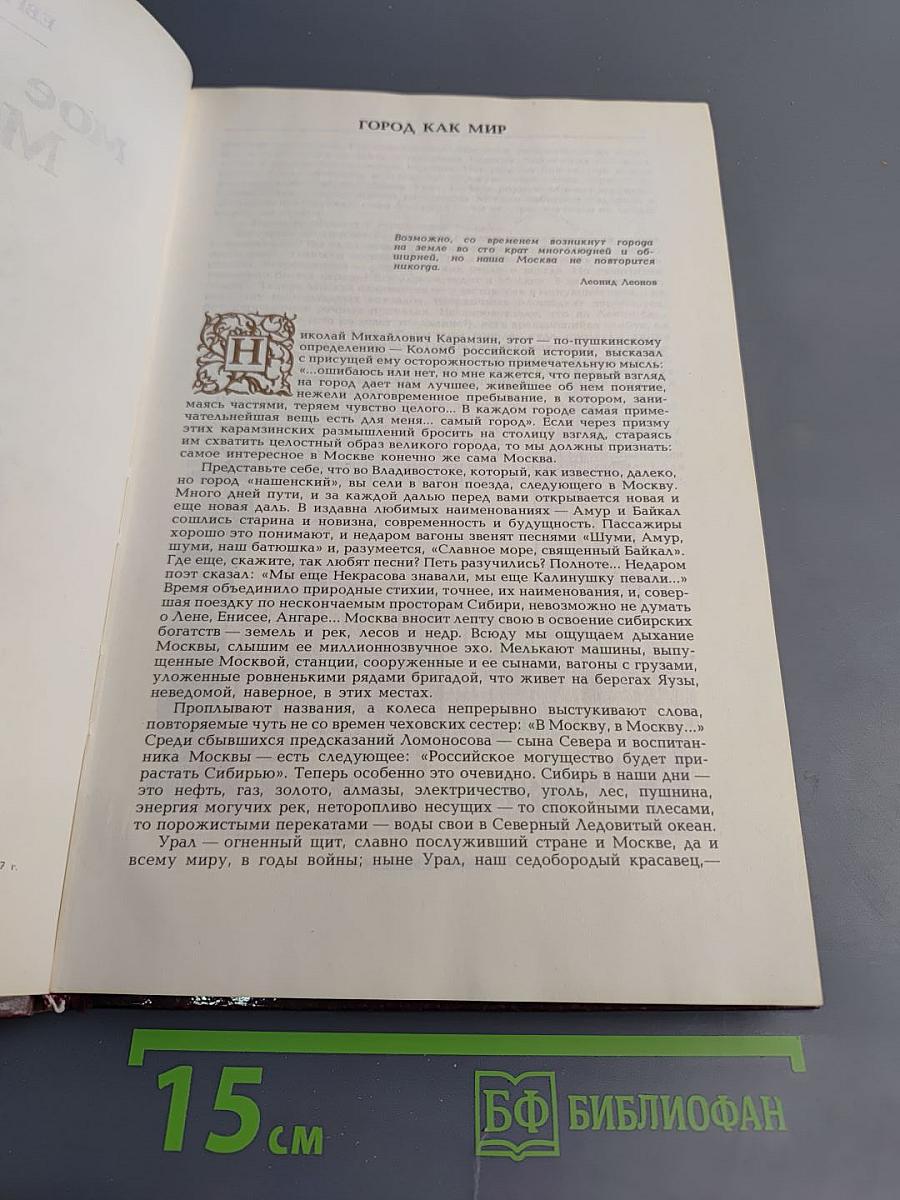 ГОРОД КАК МИР
Возможно, со временем возникнут города
на земле во сто крат многолюдней и об-
ширней, но наша Москва не повторится
никогда.
Леонид Леонов
Николай Михайлович Карамзин, этот — по-пушкинскому
определению — Коломб российской истории, высказал
с присущей ему осторожностью примечательную мысль:
«...ошибаюсь или нет, но мне кажется, что первый взгляд
на город дает нам лучшее, живейшее об нем понятие,
нежели долговременное пребывание, в котором, зани-
маясь частями, теряем чувство целого... В каждом городе самая приме-
чательнейшая вещь есть для меня... самый город». Если через призму
этих карамзинских размышлений бросить на столицу взгляд, стараясь
им схватить целостный образ великого города, то мы должны признать:
самое интересное в Москве конечно же сама Москва.
Представьте себе, что во Владивостоке, который, как известно, далеко,
но город «нашенский», вы сели в вагон поезда, следующего в Москву.
Много дней пути, и за каждой далью перед вами открывается новая и
еще новая даль. В издавна любимых наименованиях — Амур и Байкал
сошлись старина и новизна, современность и будущность. Пассажиры
хорошо это понимают, и недаром вагоны звенят песнями «Шуми, Амур,
шуми, наш батюшка» и, разумеется, «Славное море, священный Байкал».
Где еще, скажите, так любят песни? Петь разучились? Полноте... Недаром
поэт сказал: «Мы еще Некрасова знавали, мы еще Калинушку певали...»
Время объединило природные стихии, точнее, их наименования, и, совер-
шая поездку по нескончаемым просторам Сибири, невозможно не думать
о Лене, Енисее, Ангаре... Москва вносит лепту свою в освоение сибирских
богатств — земель и рек, лесов и недр. Всюду мы ощущаем дыхание
Москвы, слышим ее миллионнозвучное эхо. Мелькают машины, выпу-
щенные Москвой, станции, сооруженные и ее сынами, вагоны с грузами,
уложенные ровненькими рядами бригадой, что живет на берегах Яузы,
неведомой, наверное, в этих местах.
Проплывают названия, а колеса непрерывно выстукивают слова,
повторяемые чуть не со времен чеховских сестер: «В Москву, в Москву...»
Среди сбывшихся предсказаний Ломоносова — сына Севера и воспитан-
ника Москвы — есть следующее: «Российское могущество будет при-
растать Сибирью». Теперь особенно это очевидно. Сибирь в наши дни —
это нефть, газ, золото, алмазы, электричество, уголь, лес, пушнина,
энергия могучих рек, неторопливо несущих — то спокойными плесами,
то порожистыми перекатами — воды свои в Северный Ледовитый океан.
Урал — огненный щит, славно послуживший стране и Москве, да и
всему миру, в годы войны; ныне Урал, наш седобородый красавец,—
7 г.
15 см
БФ БИБЛИОФАН